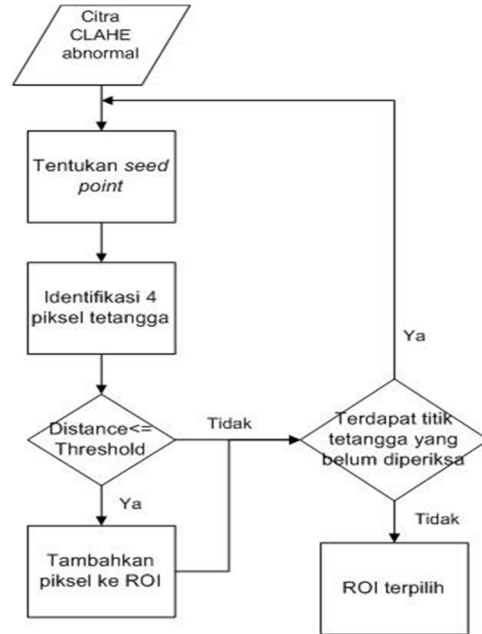 Citra
CLAHE
abnormal
Tentukan seed
point
Identifikasi 4
piksel tetangga
Ya
Distance<=
Threshold
Tidak
Terdapat titik
tetangga yang
belum diperiksa
Ya
Tidak
Tambahkan
piksel ke ROI
ROI terpilih